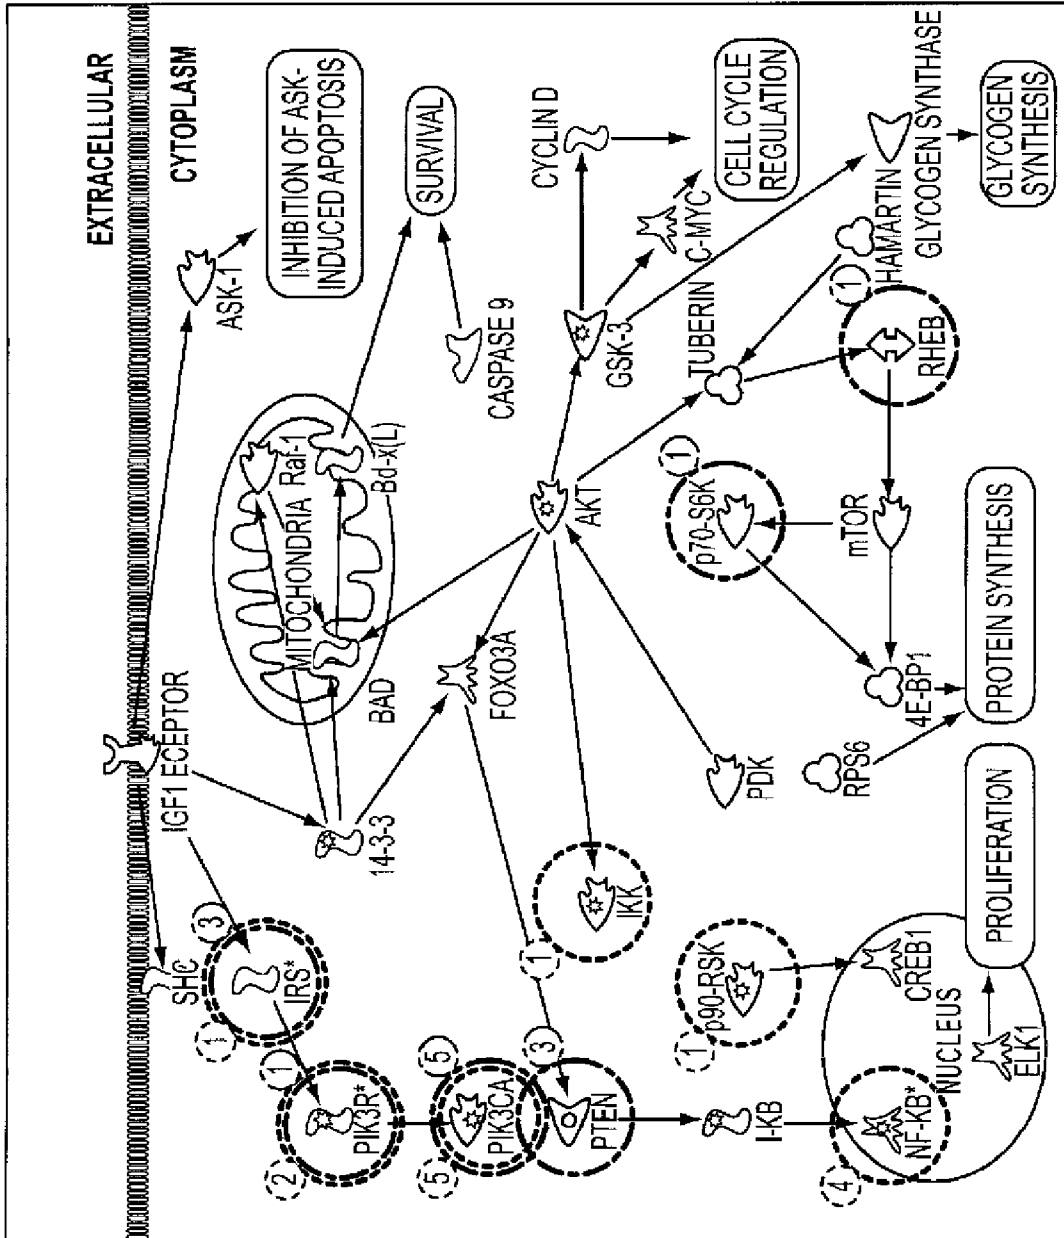 EXTRACELLULAR
CYTOPLASM
IGF1 ECEPTOR
SHC
ASK-1
INHIBITION OF ASK-
INDUCED APOPTOSIS
3
1
IRS*
14-3-3
MITOCHONDRIA
Raf-1
BAD
Bd-x(L)
SURVIVAL
CASPASE 9
1
2
PIK3R*
5
5
PIK3CA
3
PTEN
FOXO3A
1
IKK
AKT
GSK-3
CYCLIN D
C-MYC
CELL CYCLE
REGULATION
PDK
1
p90-RSK
1
p70-S6K
TUBERIN
HAMARTIN
1
RHEB
GLYCOGEN SYNTHASE
GLYCOGEN
SYNTHESIS
I-KB
4
NF-KB*
NUCLEUS
CREB1
ELK1
PROLIFERATION
RPS6
4E-BP1
mTOR
PROTEIN SYNTHESIS